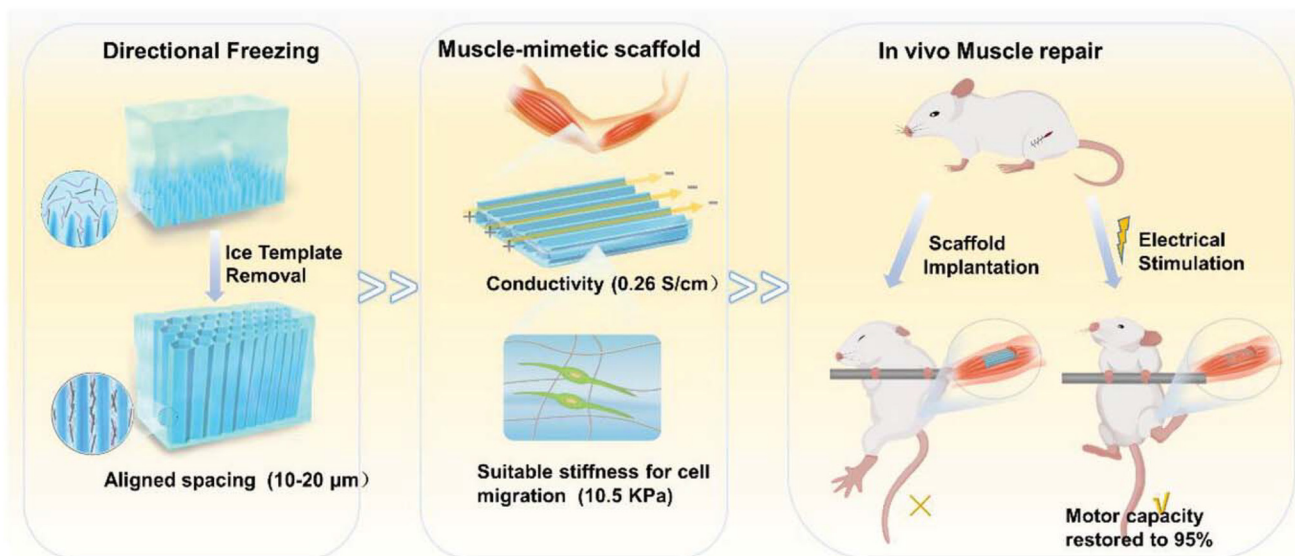 Directional Freezing
Ice Template
Removal
Aligned spacing (10-20 μm）
Muscle-mimetic scaffold
+ -
+ -
+ -
Conductivity (0.26 S/cm）
Suitable stiffness for cell
migration (10.5 KPa)
In vivo Muscle repair
Scaffold
Implantation
Electrical
Stimulation
×
√
Motor capacity
restored to 95%